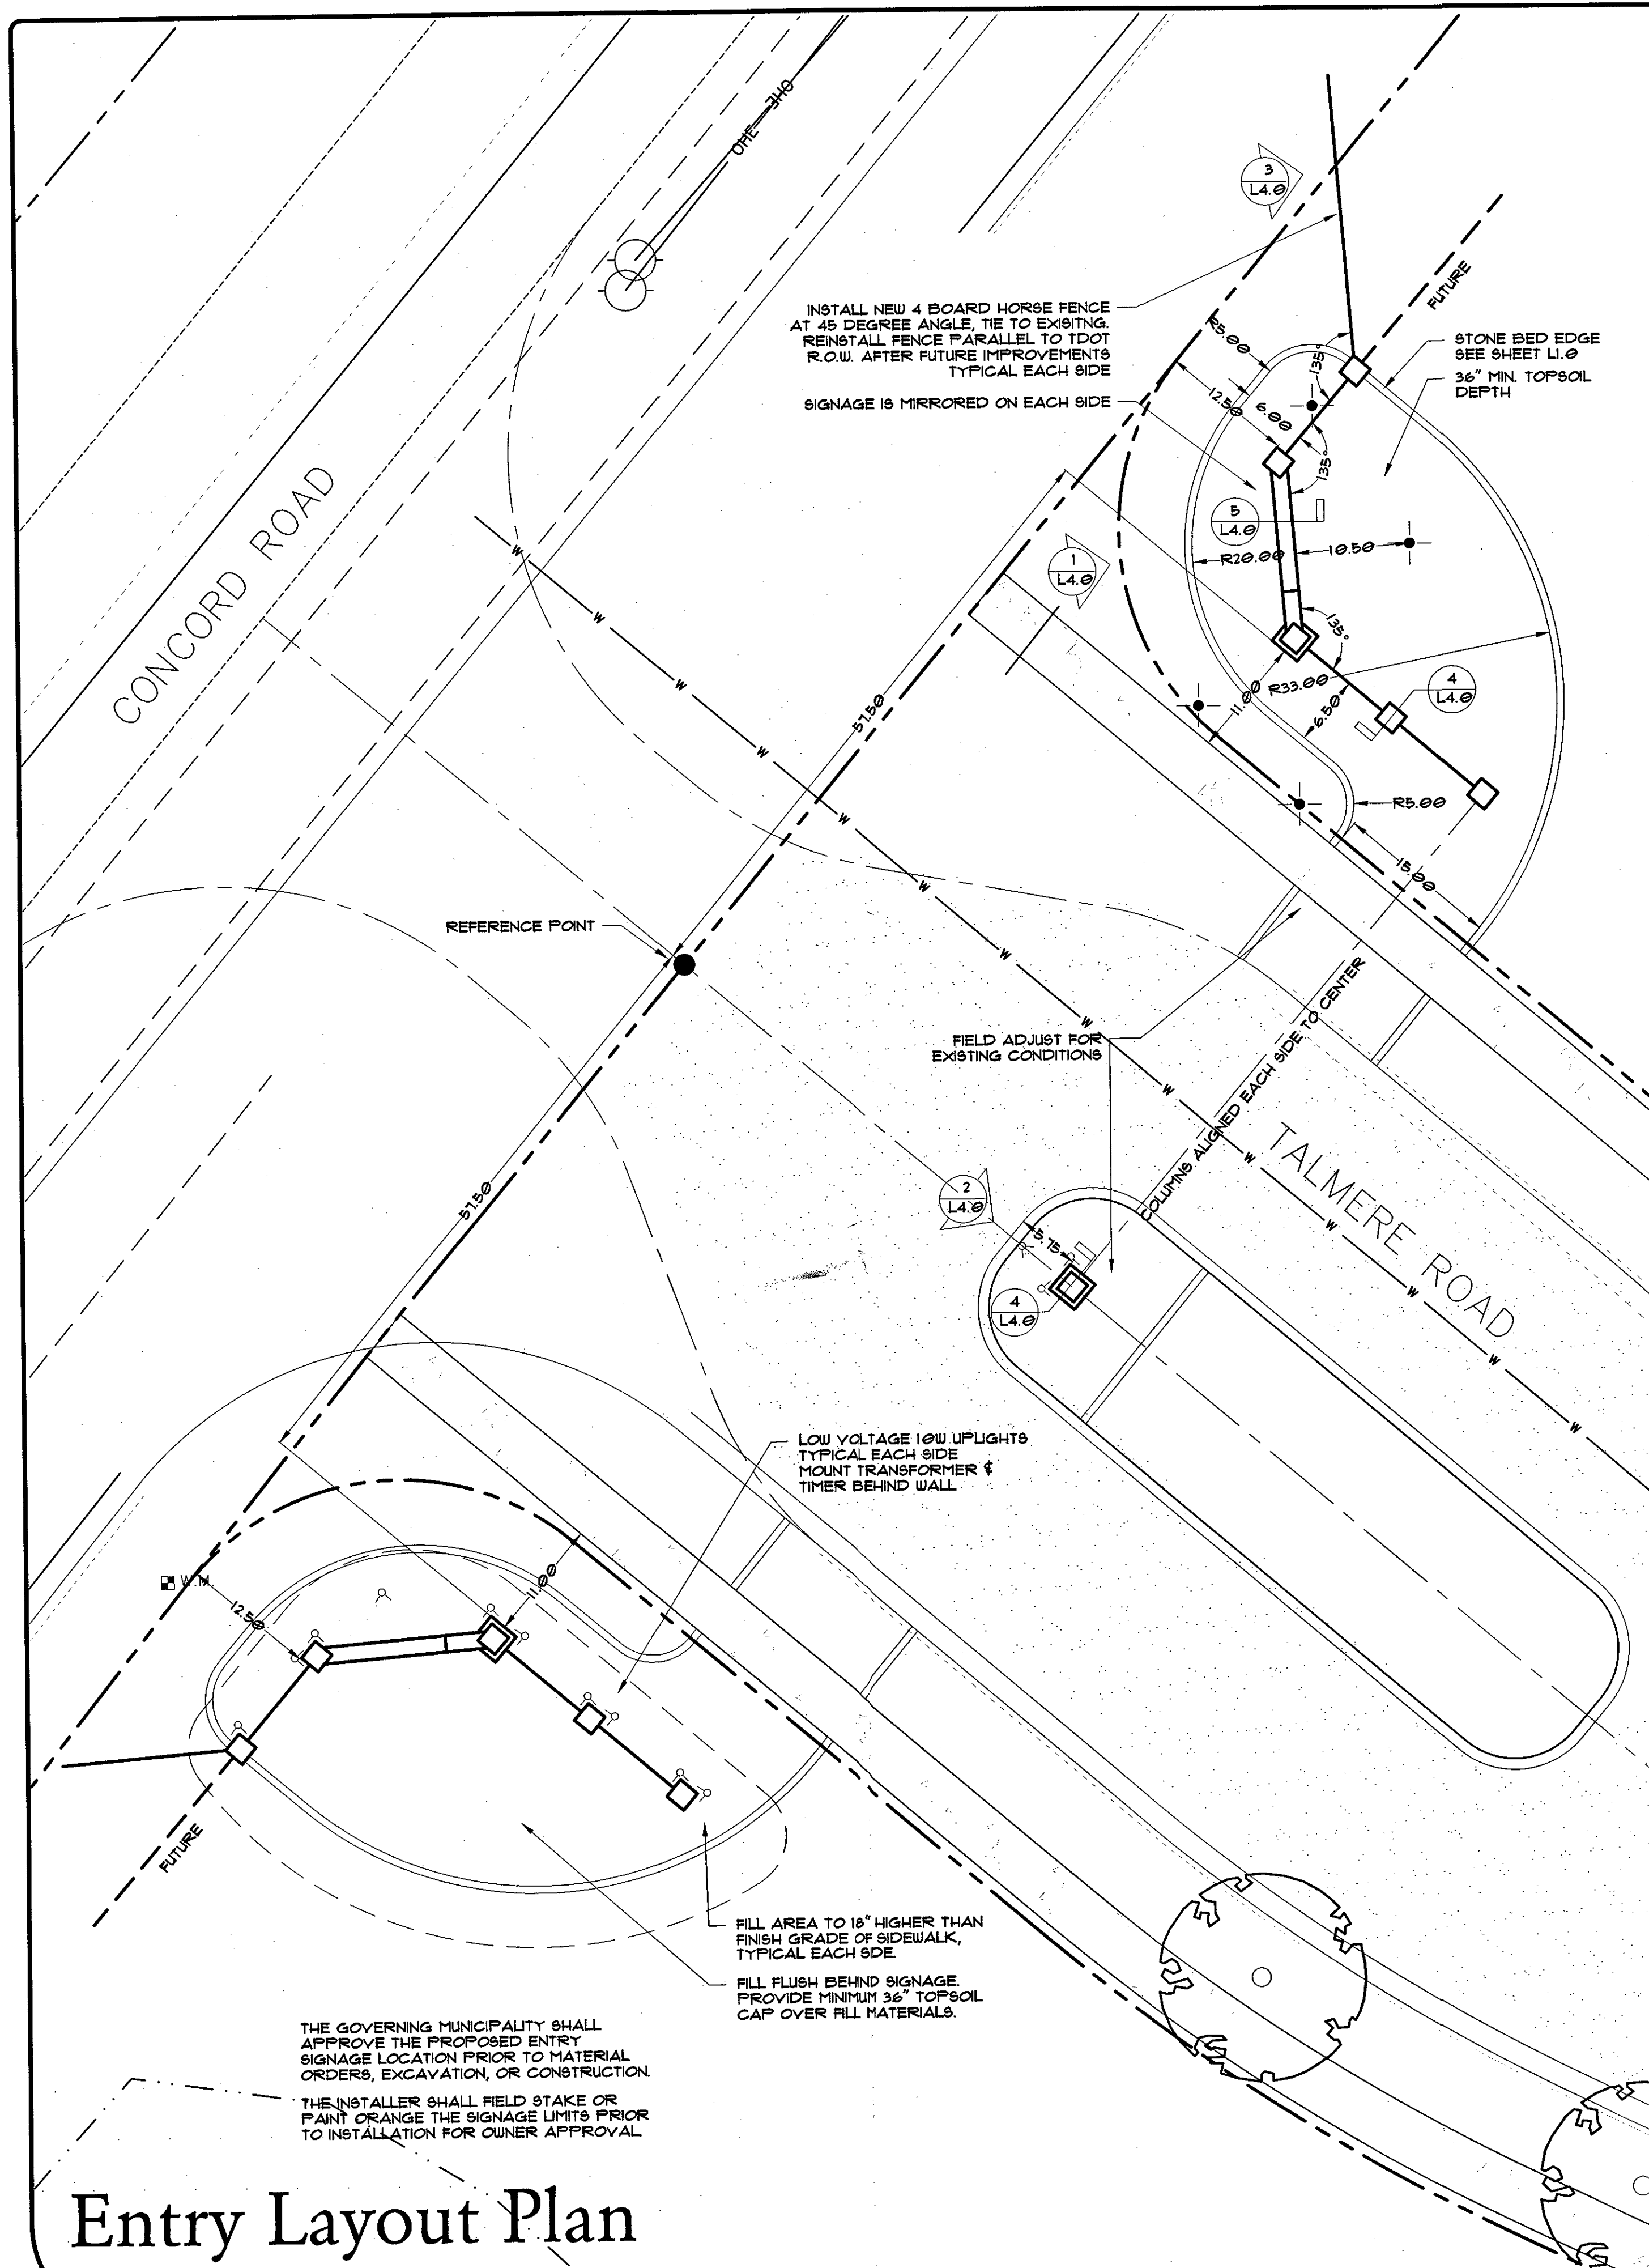 OHE
OHE
3
L4.0
FUTURE
INSTALL NEW 4 BOARD HORSE FENCE
AT 45 DEGREE ANGLE, TIE TO EXISITNG.
REINSTALL FENCE PARALLEL TO TDOT
R.O.W. AFTER FUTURE IMPROVEMENTS
TYPICAL EACH SIDE
SIGNAGE IS MIRRORED ON EACH SIDE
R5.00
135°
STONE BED EDGE
SEE SHEET L1.0
36" MIN. TOPSOIL
DEPTH
12.50
6.00
135°
5
L4.0
R20.00
10.50
1
L4.0
135°
CONCORD ROAD
W
W
W
W
W
W
W
W
W
W
W
W
W
W
57.50
11.00
R33.00
6.50
4
L4.0
R5.00
15.00
REFERENCE POINT
FIELD ADJUST FOR
EXISTING CONDITIONS
COLUMNS ALIGNED EACH SIDE TO CENTER
TALMERE ROAD
57.50
2
L4.0
5.75
4
L4.0
LOW VOLTAGE 10W UPLIGHTS
TYPICAL EACH SIDE
MOUNT TRANSFORMER &
TIMER BEHIND WALL
W.M.
12.50
11.00
FUTURE
FILL AREA TO 18" HIGHER THAN
FINISH GRADE OF SIDEWALK,
TYPICAL EACH SIDE.
FILL FLUSH BEHIND SIGNAGE.
PROVIDE MINIMUM 36" TOPSOIL
CAP OVER FILL MATERIALS.
THE GOVERNING MUNICIPALITY SHALL
APPROVE THE PROPOSED ENTRY
SIGNAGE LOCATION PRIOR TO MATERIAL
ORDERS, EXCAVATION, OR CONSTRUCTION.
THE INSTALLER SHALL FIELD STAKE OR
PAINT ORANGE THE SIGNAGE LIMITS PRIOR
TO INSTALLATION FOR OWNER APPROVAL
Entry Layout Plan